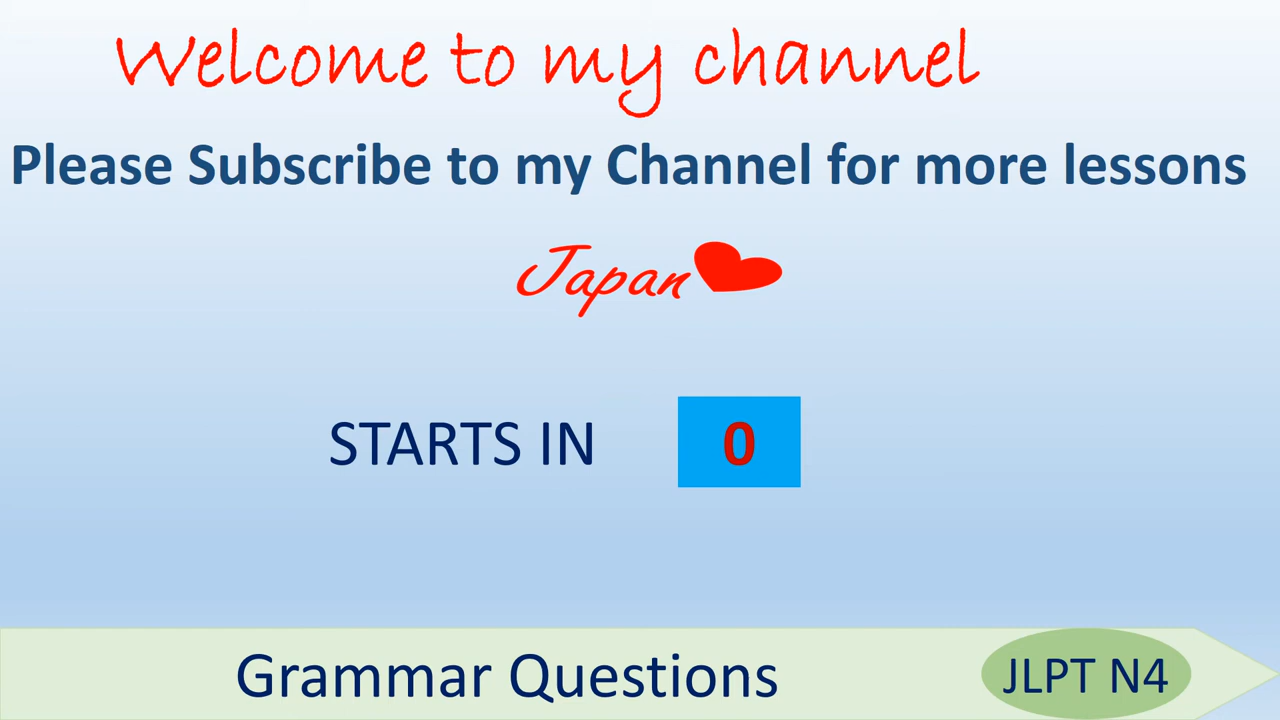 Welcome to my channel
Please Subscribe to my Channel for more lessons
Japan
STARTS IN 0
Grammar Questions JLPT N4